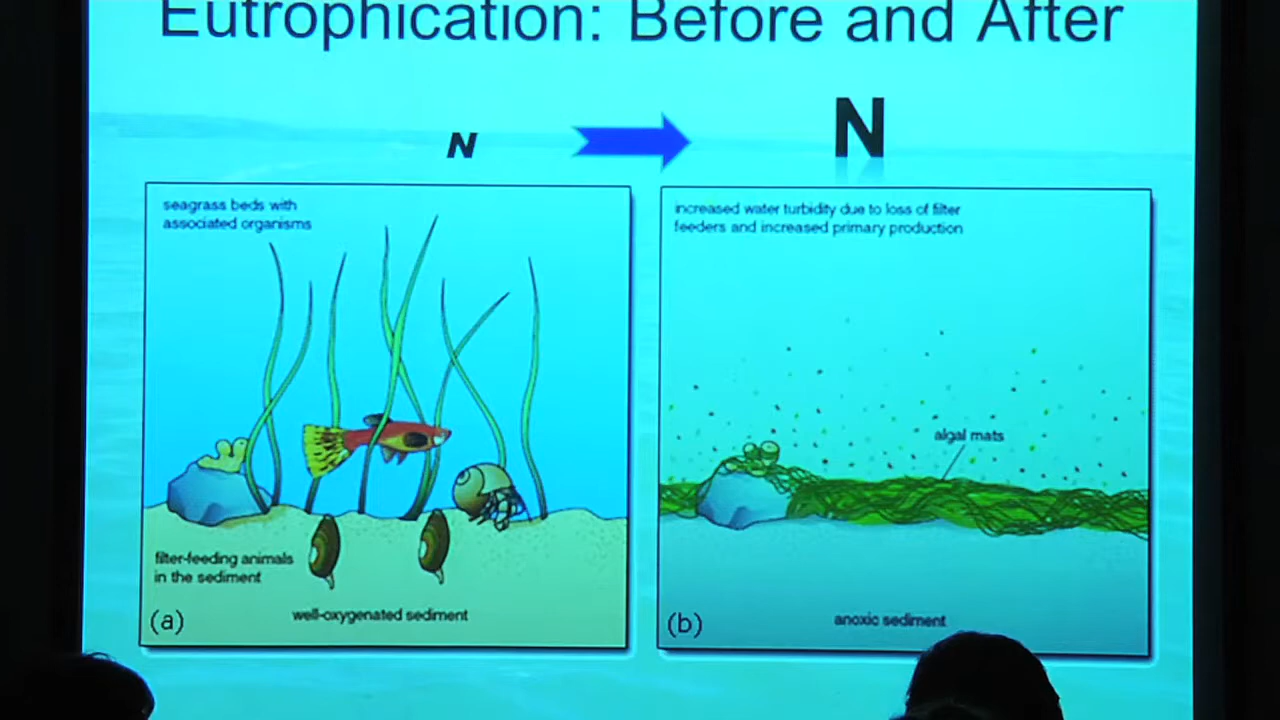 Eutrophication: Before and After
N
N
seagrass beds with
associated organisms
increased water turbidity due to loss of filter
feeders and increased primary production
algal mats
filter-feeding animals
in the sediment
well-oxygenated sediment
anoxic sediment
(a)
(b)